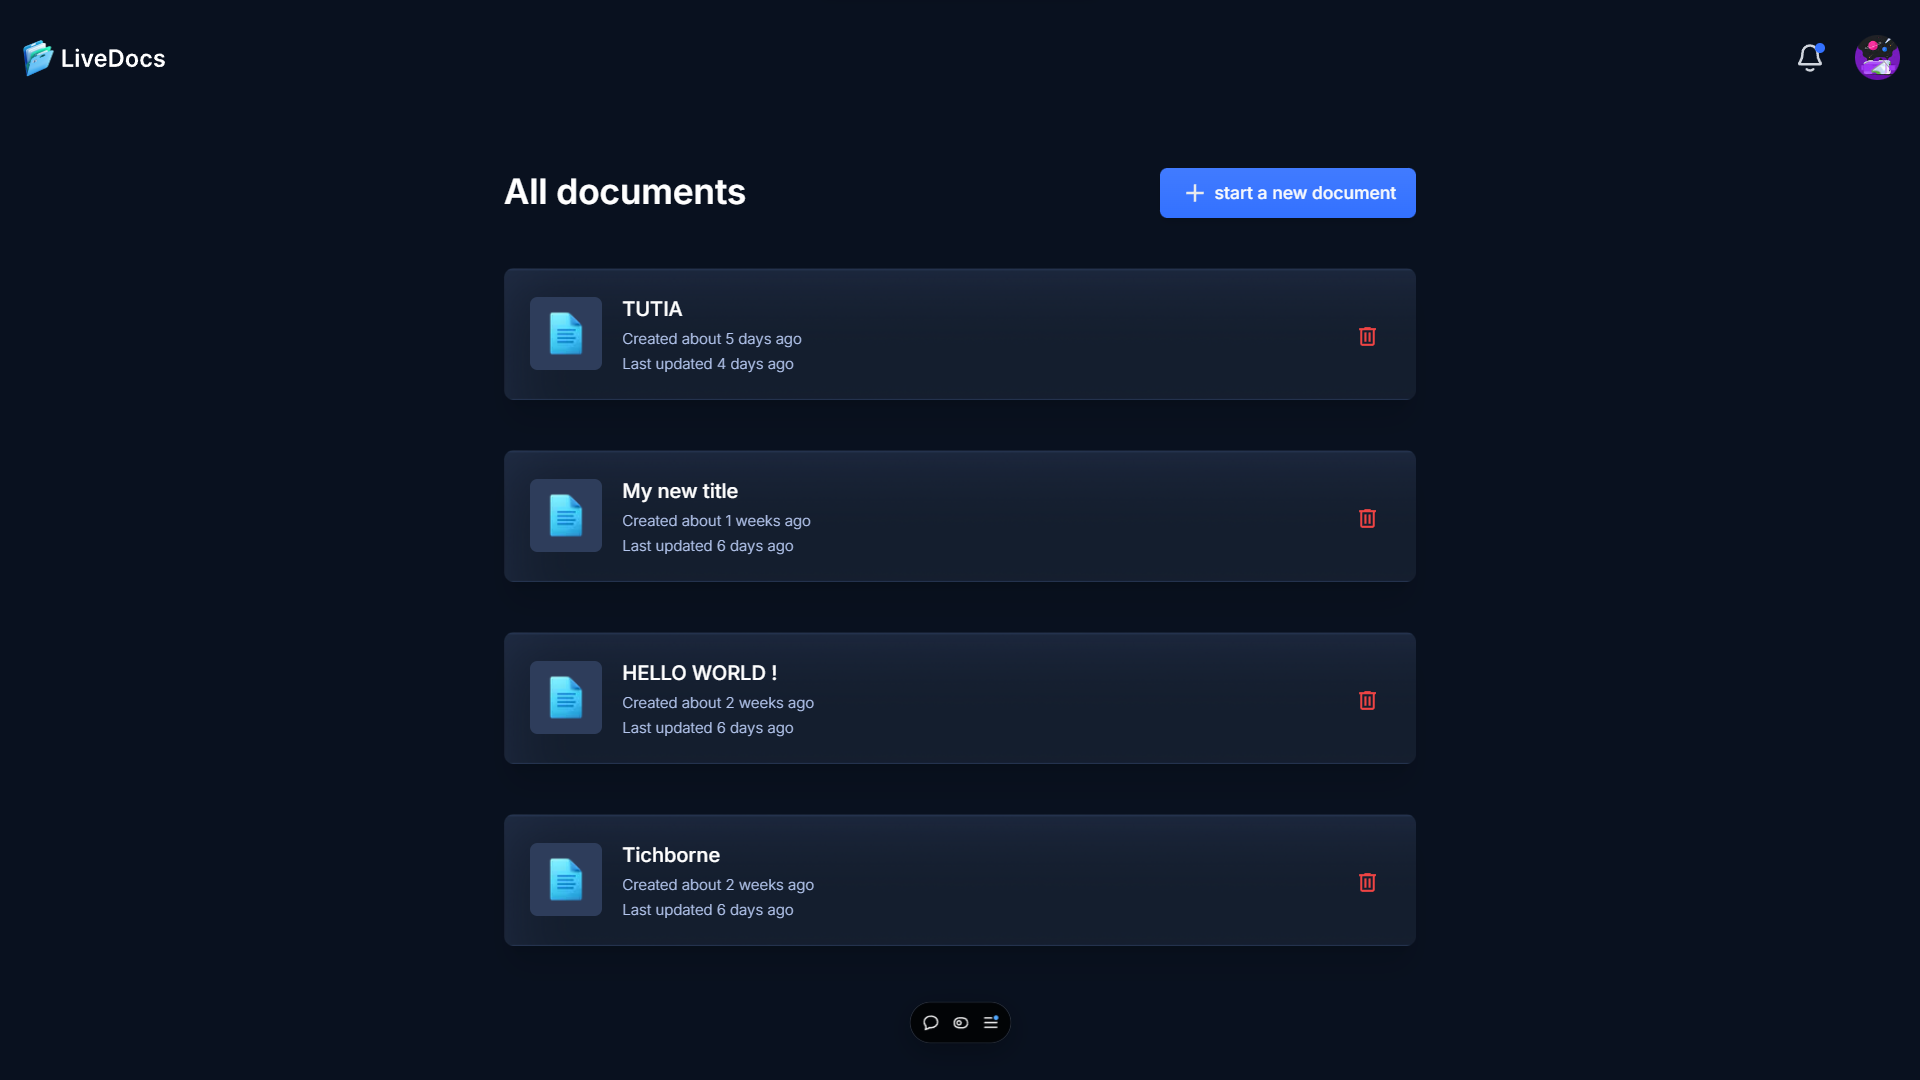 LiveDocs
All documents
start a new document
TUTIA
Created about 5 days ago
Last updated 4 days ago
My new title
Created about 1 weeks ago
Last updated 6 days ago
HELLO WORLD !
Created about 2 weeks ago
Last updated 6 days ago
Tichborne
Created about 2 weeks ago
Last updated 6 days ago